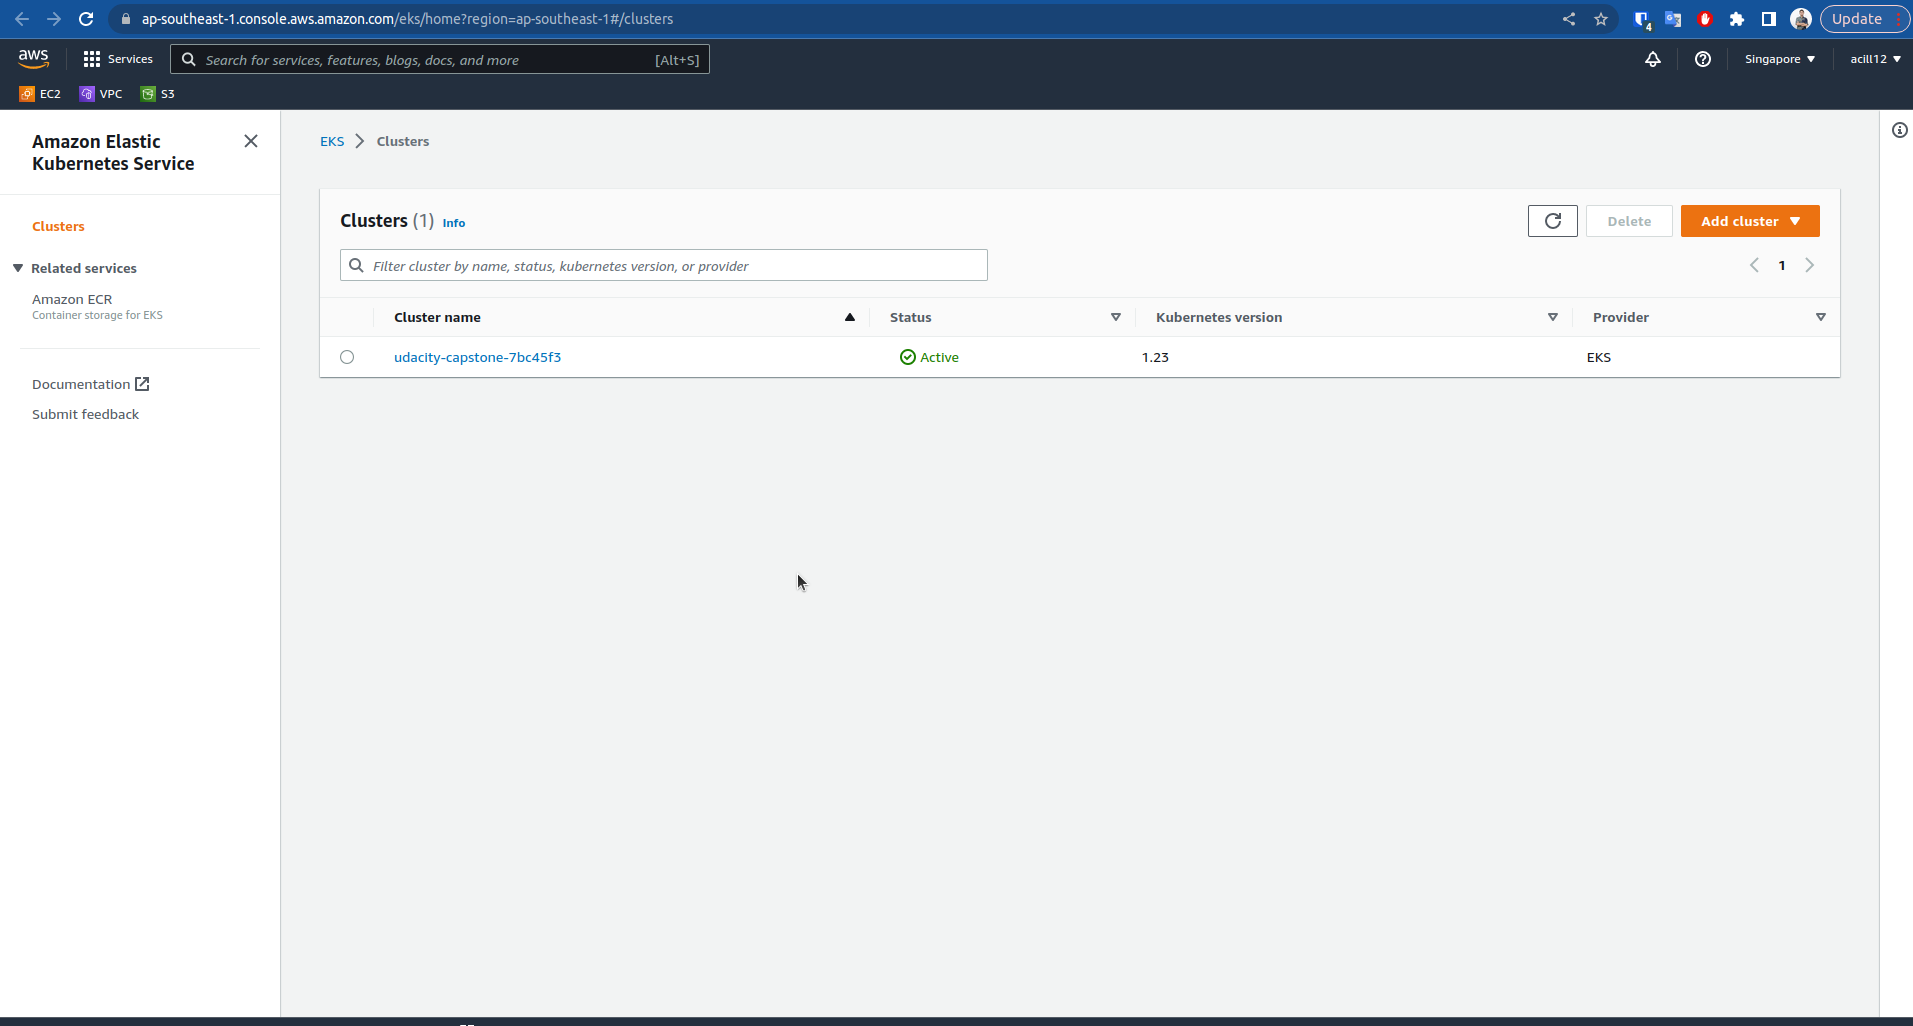 ap-southeast-1.console.aws.amazon.com/eks/home?region=ap-southeast-1#/clusters
4
Update
aws
Services
Search for services, features, blogs, docs, and more
[Alt+S]
Singapore
acill12
EC2
VPC
S3
Amazon Elastic
Kubernetes Service
Clusters
Related services
Amazon ECR
Container storage for EKS
Documentation
Submit feedback
EKS
Clusters
Clusters (1) Info
Delete
Add cluster
Filter cluster by name, status, kubernetes version, or provider
1
Cluster name
Status
Kubernetes version
Provider
udacity-capstone-7bc45f3
Active
1.23
EKS